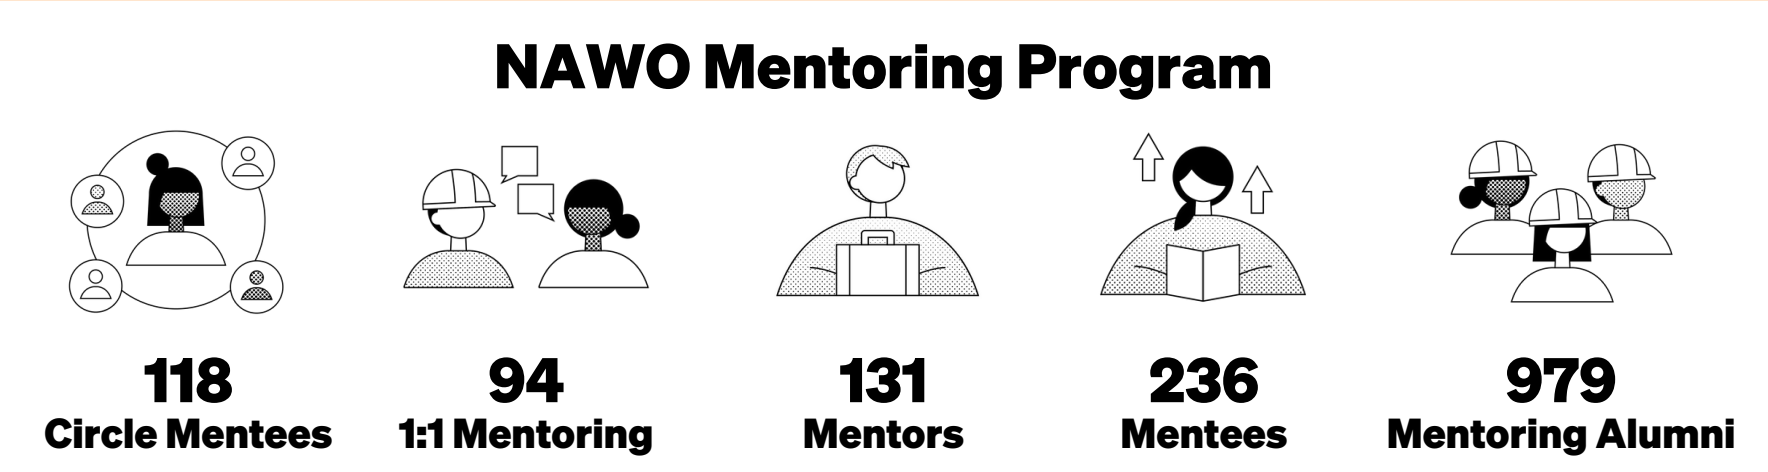 NAWO Mentoring Program
118
Circle Mentees
94
1:1 Mentoring
131
Mentors
236
Mentees
979
Mentoring Alumni